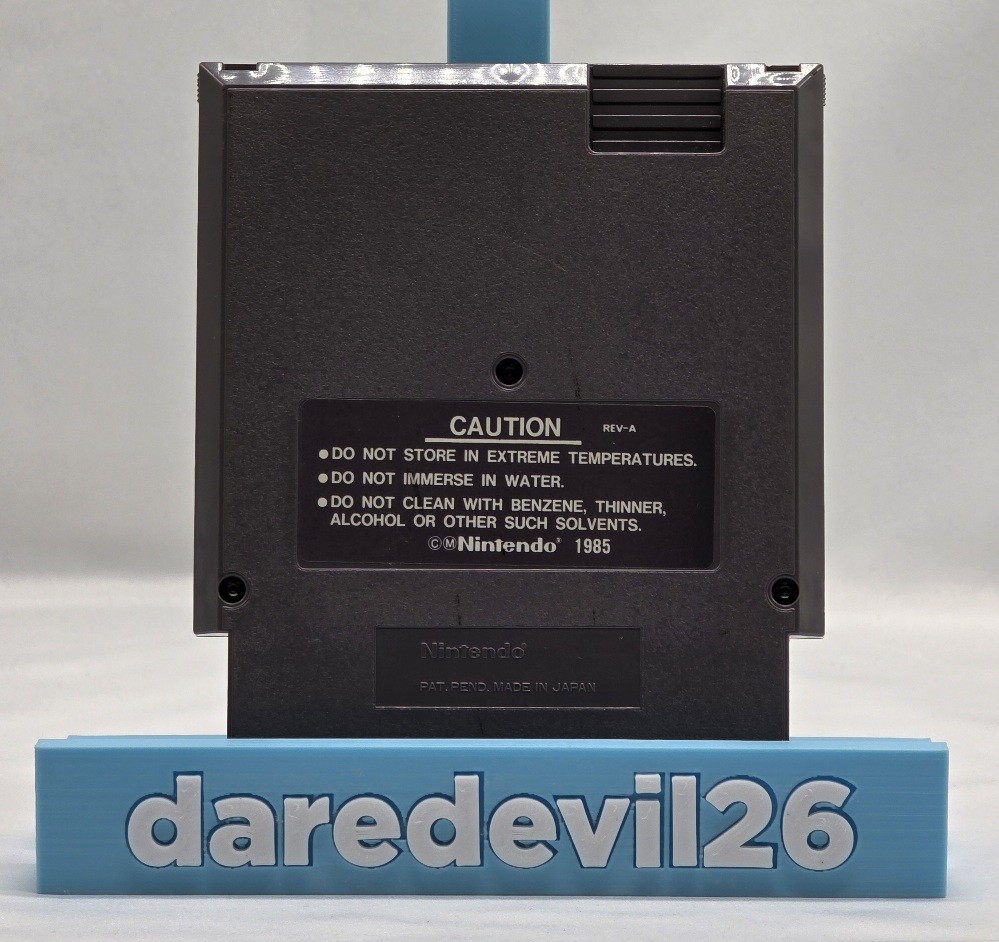 CAUTION REV-A
●DO NOT STORE IN EXTREME TEMPERATURES.
●DO NOT IMMERSE IN WATER.
●DO NOT CLEAN WITH BENZENE, THINNER,
ALCOHOL OR OTHER SUCH SOLVENTS.
ⒸⓂNintendo® 1985
Nintendo®
PAT. PEND. MADE IN JAPAN
daredevil26